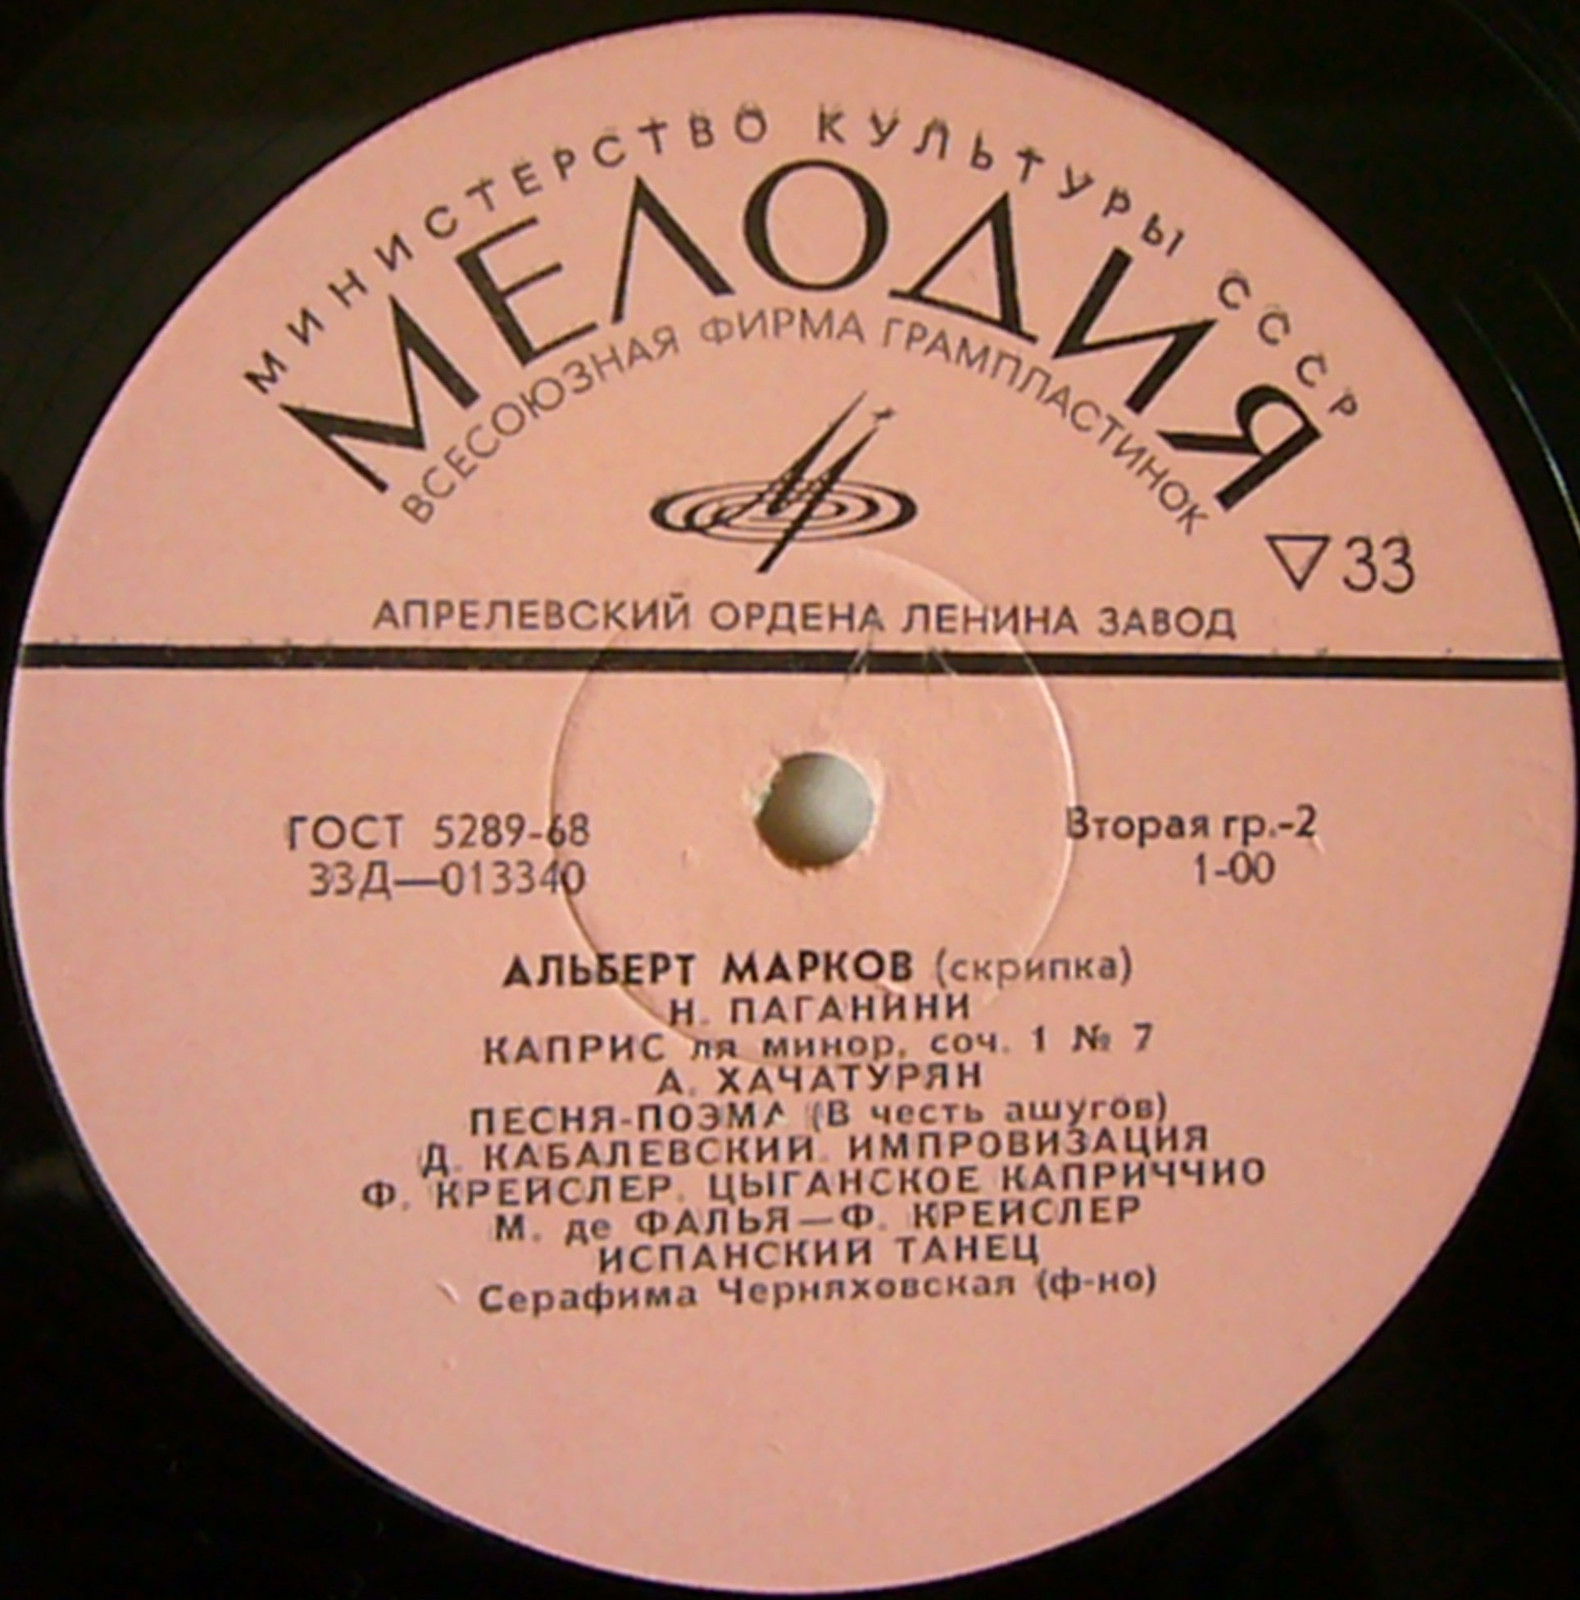 МИНИСТЕРСТВО КУЛЬТУРЫ СССР
МЕЛОДИЯ
ВСЕСОЮЗНАЯ ФИРМА ГРАМПЛАСТИНОК
▽33
АПРЕЛЕВСКИЙ ОРДЕНА ЛЕНИНА ЗАВОД
ГОСТ 5289-68
33Д—013340
Вторая гр.-2
1-00
АЛЬБЕРТ МАРКОВ (скрипка)
Н. ПАГАНИНИ
КАПРИС ля минор, соч. 1 № 7
А. ХАЧАТУРЯН
ПЕСНЯ-ПОЭМА (В честь ашугов)
Д. КАБАЛЕВСКИЙ. ИМПРОВИЗАЦИЯ
Ф. КРЕЙСЛЕР. ЦЫГАНСКОЕ КАПРИЧЧИО
М. де ФАЛЬЯ—Ф. КРЕЙСЛЕР
ИСПАНСКИЙ ТАНЕЦ
Серафима Черняховская (ф-но)